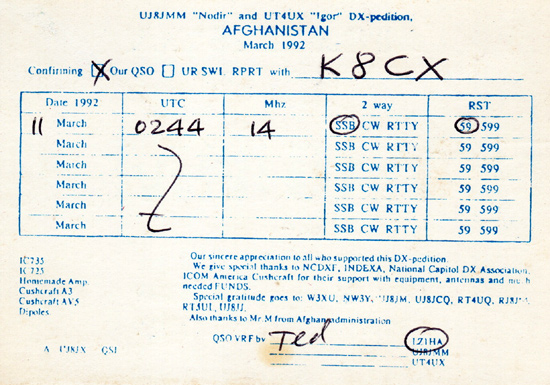 UJ8JMM "Nodir" and UT4UX "Igor" DX-pedition,
AFGHANISTAN
March 1992
Confirming X Our QSO UR SWL RPRT with K8CX
Date 1992 UTC Mhz 2 way RST
11 March 0244 14 SSB CW RTTY 59 599
March SSB CW RTTY 59 599
March SSB CW RTTY 59 599
March SSB CW RTTY 59 599
March SSB CW RTTY 59 599
March SSB CW RTTY 59 599
IC735
IC 725
Homemade Amp.
Cushcraft A3
Cushcraft AV5
Dipoles
Our sincere appreciation to all who supported this DX-pedition.
We give special thanks to NCDXF, INDEXA, National Capitol DX Association,
ICOM America Cushcraft for their support with equipment, antennas and much
needed FUNDS.
Special gratitude goes to: W3XU, NW3Y, UJ8JM, UJ8JCQ, RT4UQ,
UJ8JJ.
Also thanks to Mr.M from Afghan administration
QSO VRF by Ted 1Z1HA
UJ8JMM
UT4UX
QSL